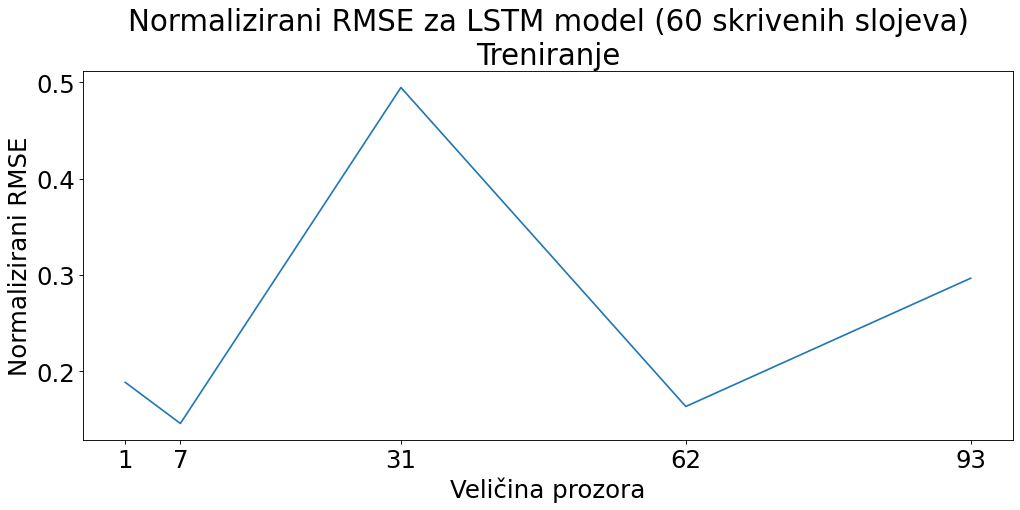 Normalizirani RMSE za LSTM model (60 skrivenih slojeva)
Treniranje
Normalizirani RMSE
0.5
0.4
0.3
0.2
1 7 31 62 93
Veličina prozora